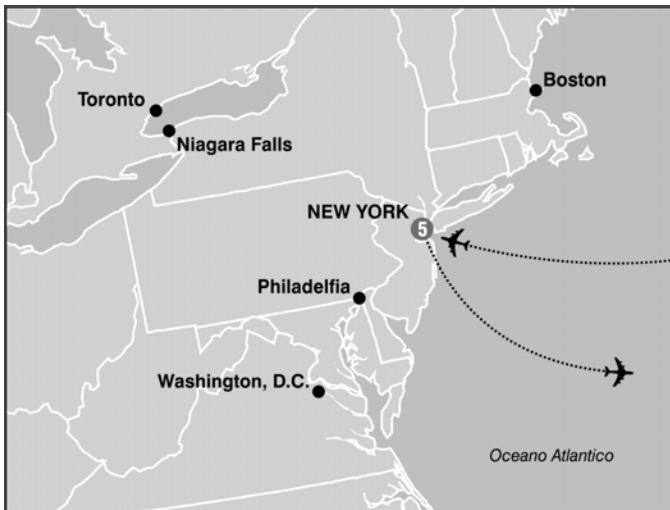 Boston
Toronto
Niagara Falls
NEW YORK
5
Philadelfia
Washington, D.C.
Oceano Atlantico